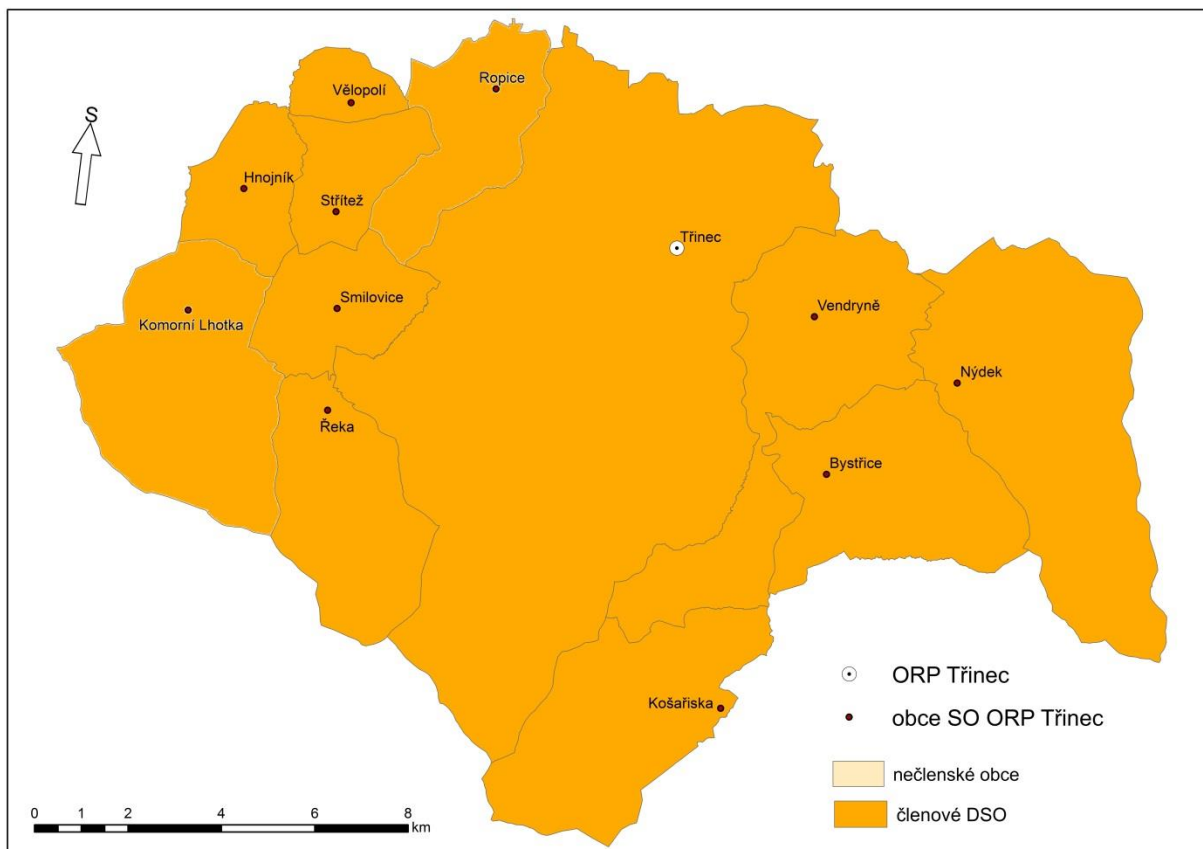 Ropice
Vělopolí
S
Hnojník
Střítež
Třinec
Smilovice
Vendryně
Komorní Lhotka
Nýdek
Řeka
Bystřice
Košařiska
ORP Třinec
obce SO ORP Třinec
nečlenské obce
členové DSO
0 1 2 4 6 8
km